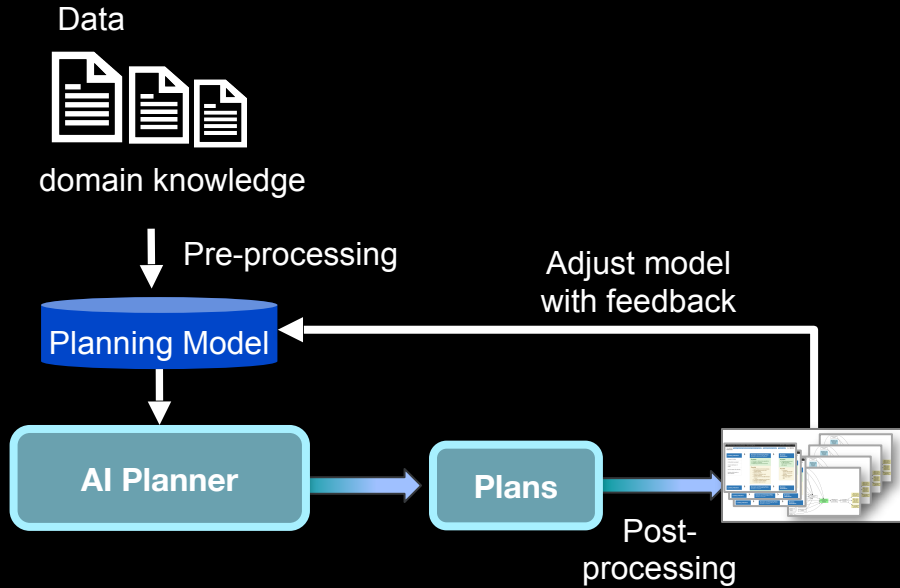 Data
domain knowledge
Pre-processing
Adjust model
with feedback
Planning Model
AI Planner
Plans
Post-
processing